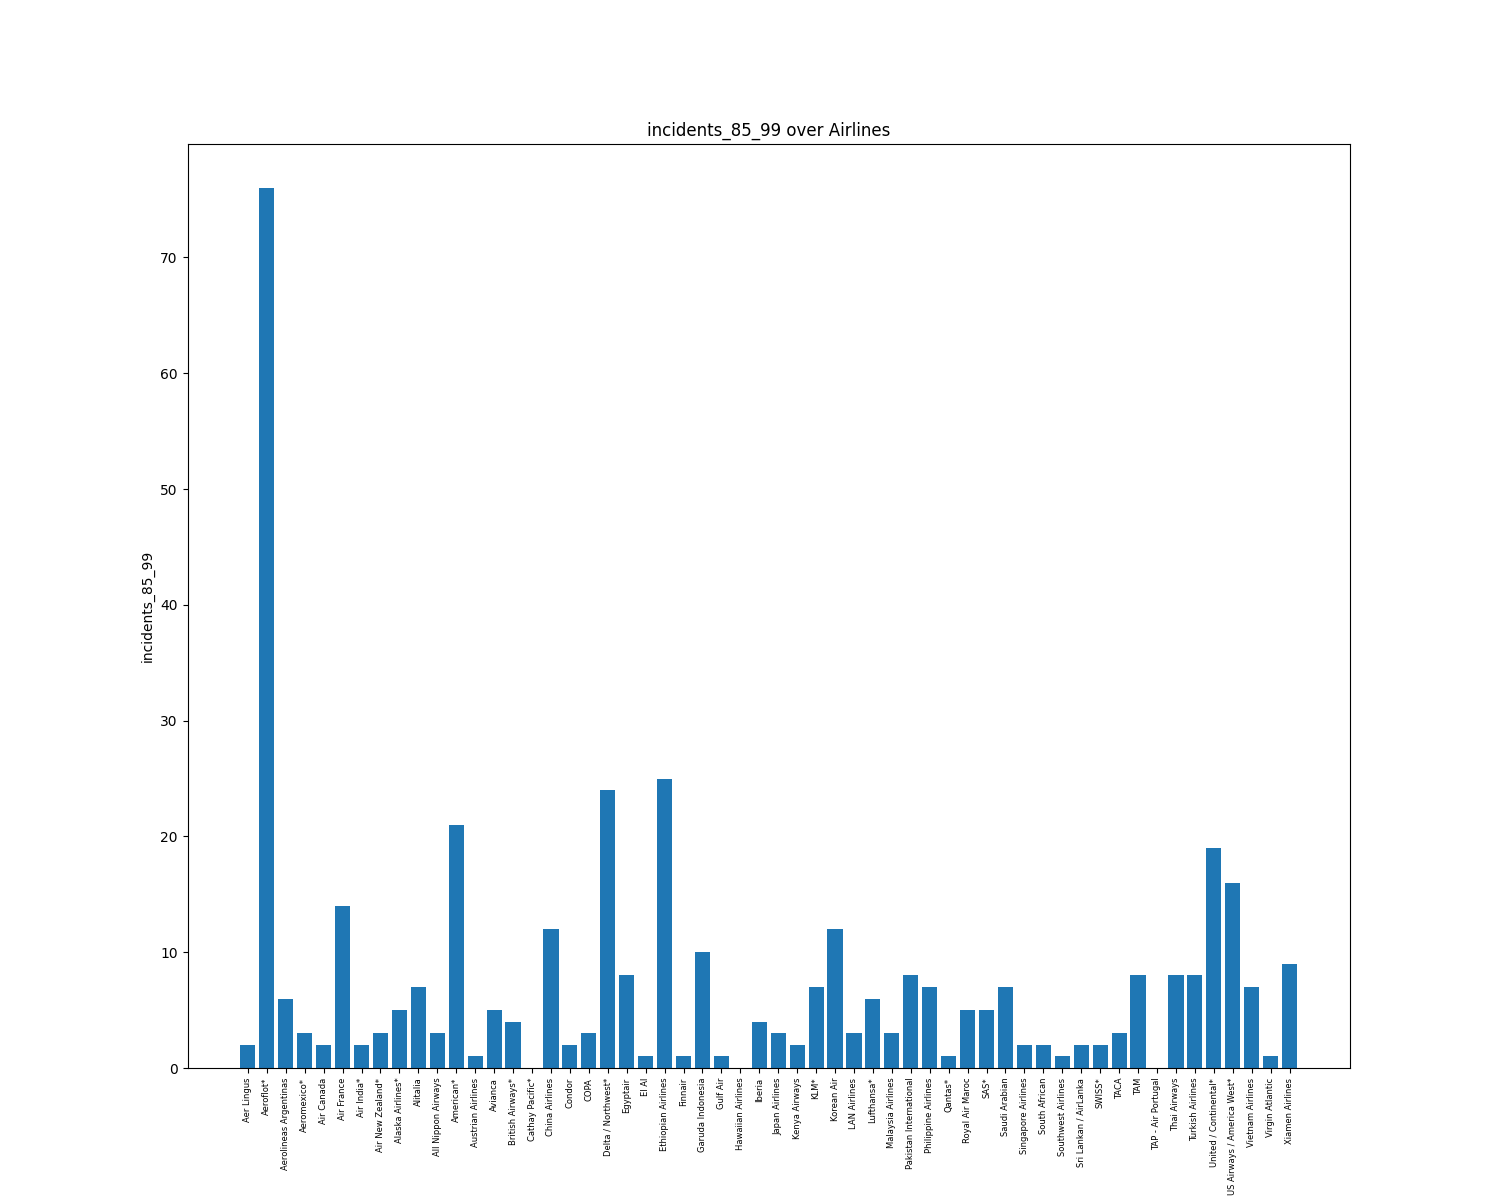 incidents_85_99 over Airlines
incidents_85_99
70
60
50
40
30
20
10
0
Aer Lingus
Aeroflot*
Aerolineas Argentinas
Aeromexico*
Air Canada
Air France
Air India*
Air New Zealand*
Alaska Airlines*
Alitalia
All Nippon Airways
American*
Austrian Airlines
Avianca
British Airways*
Cathay Pacific*
China Airlines
Condor
COPA
Delta / Northwest*
Egyptair
El Al
Ethiopian Airlines
Finnair
Garuda Indonesia
Gulf Air
Hawaiian Airlines
Iberia
Japan Airlines
Kenya Airways
KLM*
Korean Air
LAN Airlines
Lufthansa*
Malaysia Airlines
Pakistan International
Philippine Airlines
Qantas*
Royal Air Maroc
SAS*
Saudi Arabian
Singapore Airlines
South African
Southwest Airlines
Sri Lankan / AirLanka
SWISS*
TACA
TAM
TAP - Air Portugal
Thai Airways
Turkish Airlines
United / Continental*
US Airways / America West*
Vietnam Airlines
Virgin Atlantic
Xiamen Airlines